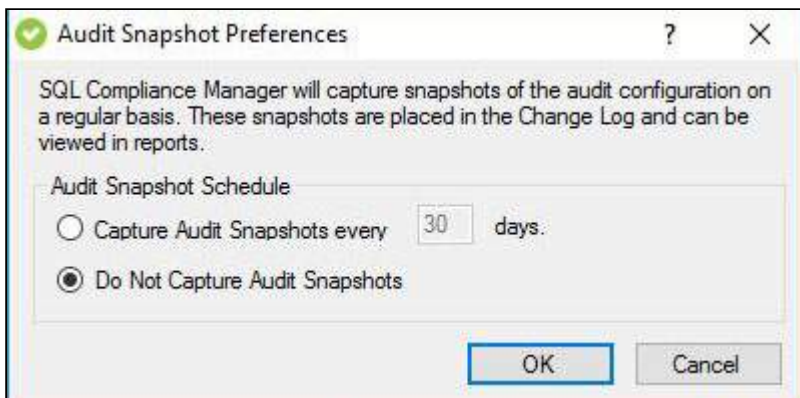 Audit Snapshot Preferences ? X
SQL Compliance Manager will capture snapshots of the audit configuration on
a regular basis. These snapshots are placed in the Change Log and can be
viewed in reports.
Audit Snapshot Schedule
Capture Audit Snapshots every 30 days.
Do Not Capture Audit Snapshots
OK Cancel